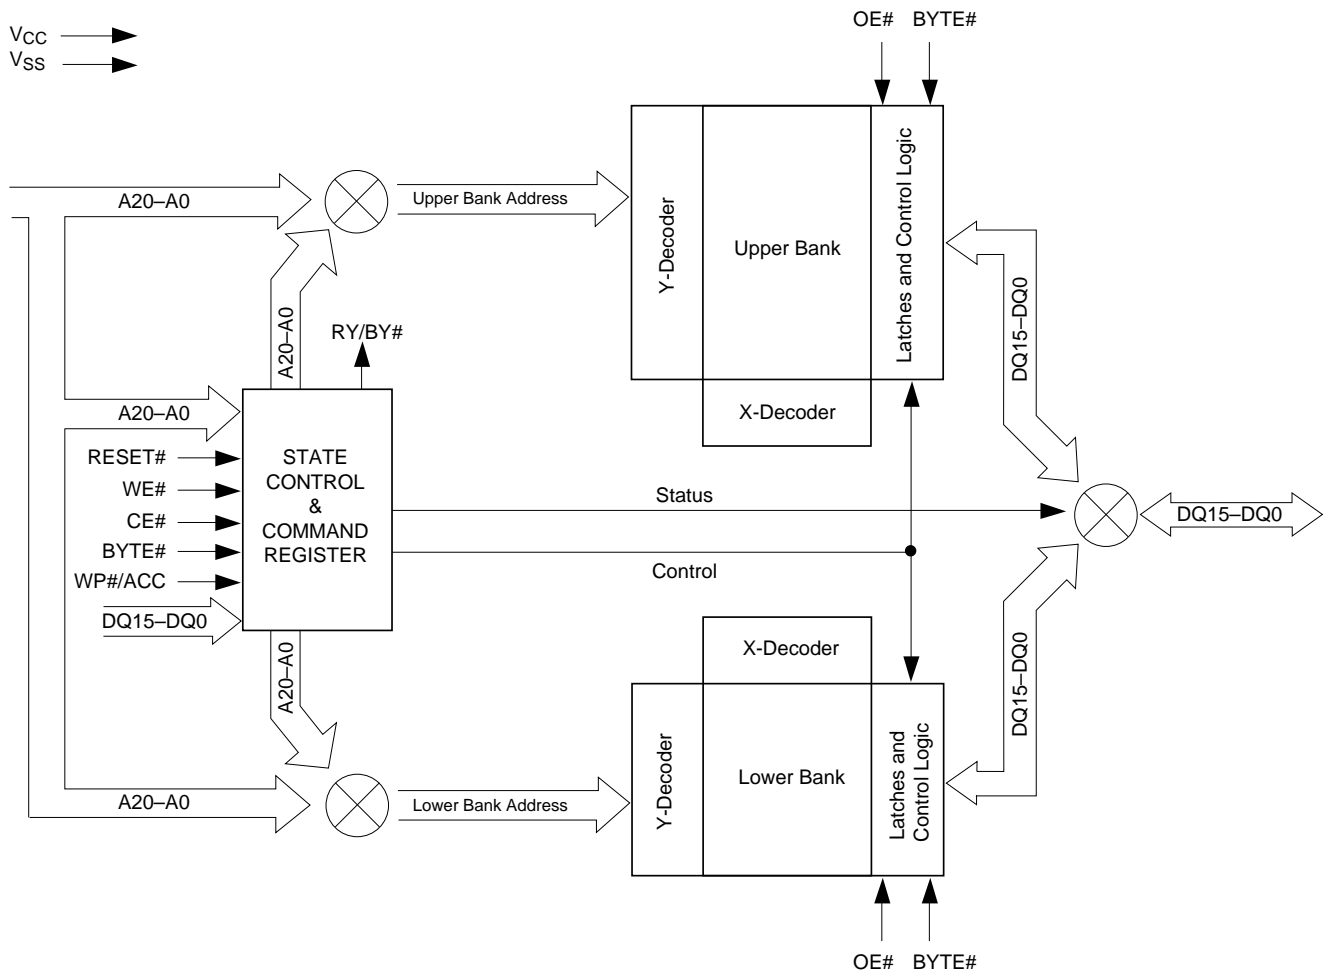 OE# BYTE#
VCC
VSS
A20–A0
Upper Bank Address
Y-Decoder
Upper Bank
Latches and Control Logic
X-Decoder
A20–A0
RY/BY#
DQ15–DQ0
A20–A0
RESET#
WE#
CE#
BYTE#
WP#/ACC
DQ15–DQ0
STATE
CONTROL
&
COMMAND
REGISTER
Status
Control
DQ15–DQ0
A20–A0
X-Decoder
DQ15–DQ0
A20–A0
Lower Bank Address
Y-Decoder
Lower Bank
Latches and
Control Logic
OE# BYTE#